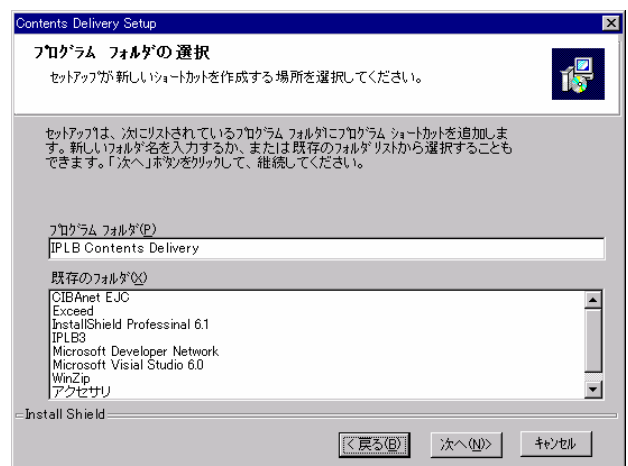 Contents Delivery Setup
プログラム フォルダの選択
セットアップが新しいショートカットを作成する場所を選択してください。
セットアップは、次にリストされているプログラム フォルダにプログラム ショートカットを追加しま
す。新しいフォルダ名を入力するか、または既存のフォルダ リストから選択することも
できます。「次へ」ボタンをクリックして、継続してください。
プログラム フォルダ(P)
IPLB Contents Delivery
既存のフォルダ(X)
CIBAnet EJC
Exceed
InstallShield Professinal 6.1
IPLB3
Microsoft Developer Network
Microsoft Visial Studio 6.0
WinZip
アクセサリ
Install Shield
< 戻る(B)
次へ(N)>
キャンセル